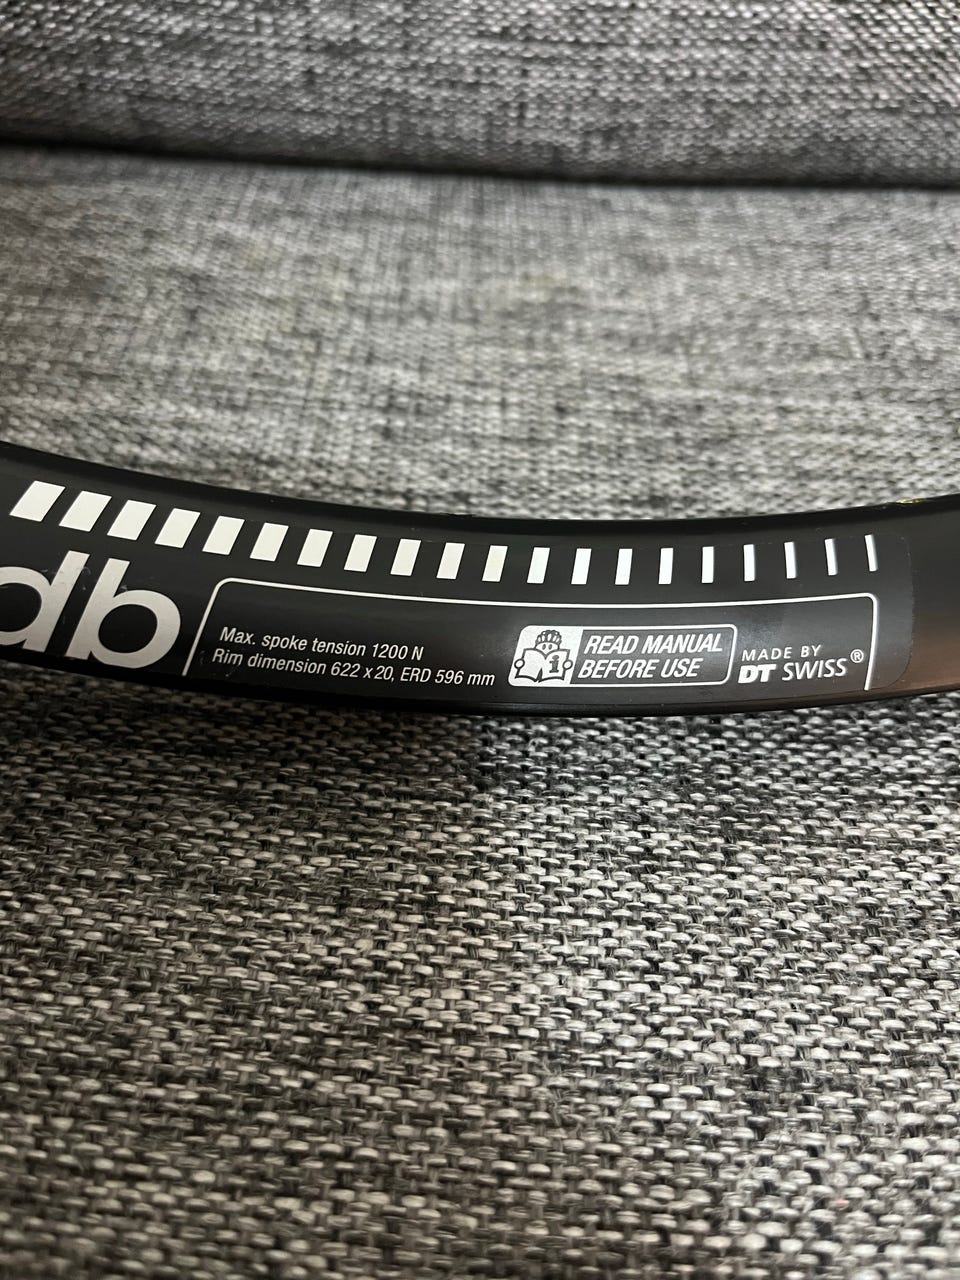 db
Max. spoke tension 1200 N
Rim dimension 622 x 20, ERD 596 mm
READ MANUAL
BEFORE USE
MADE BY
DT SWISS®